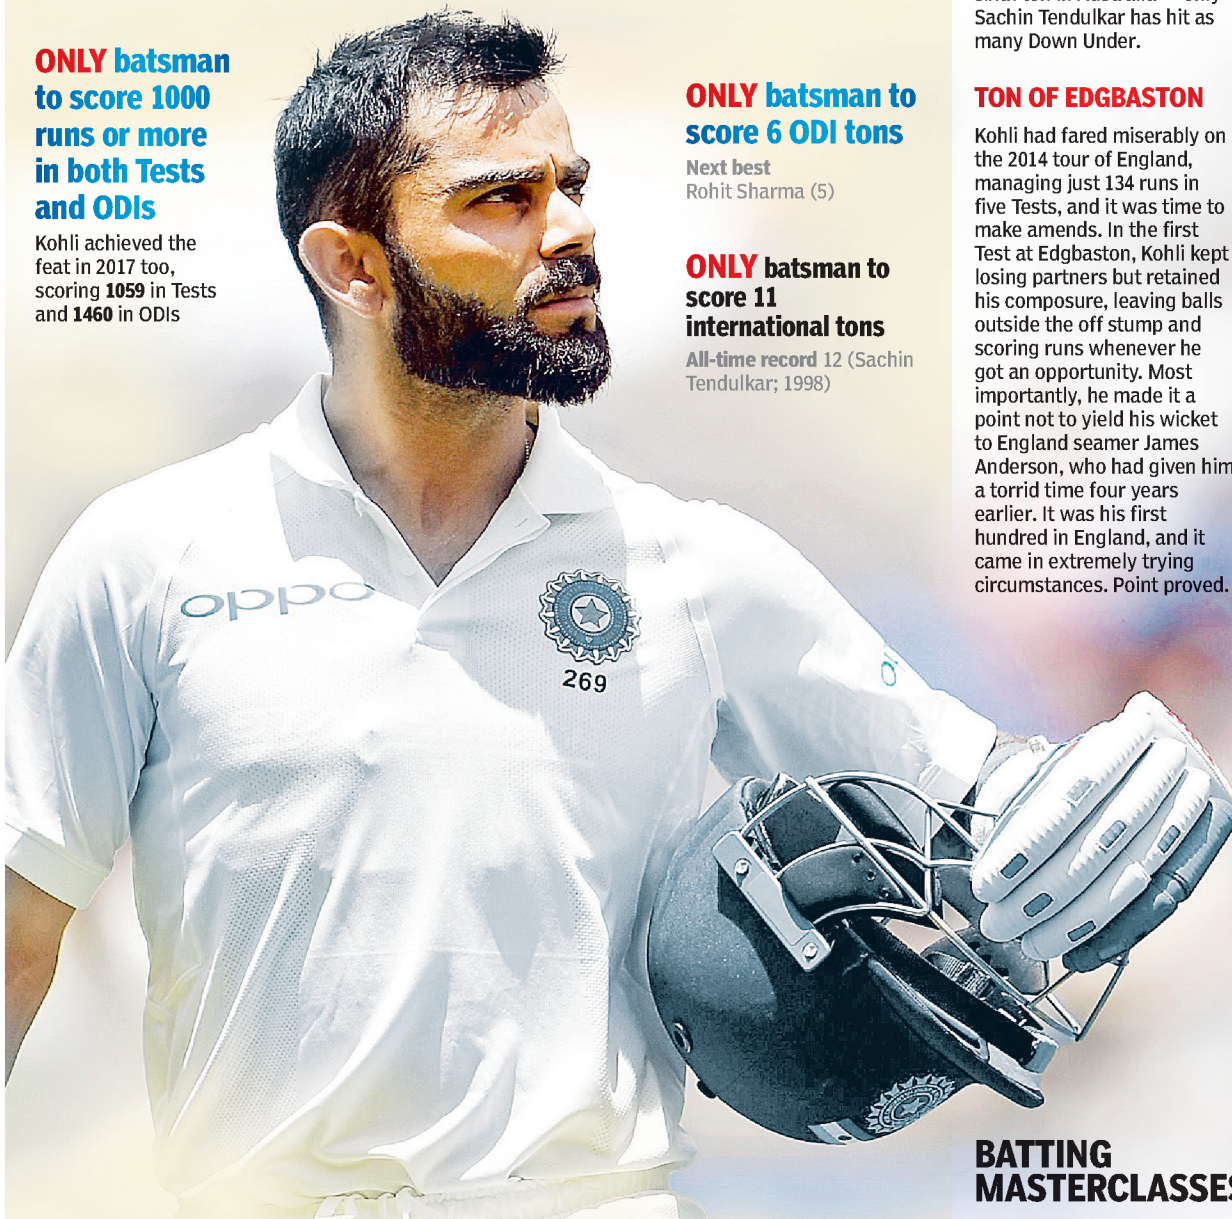 ONLY batsman
to score 1000
runs or more
in both Tests
and ODIs
Kohli achieved the
feat in 2017 too,
scoring 1059 in Tests
and 1460 in ODIs
ONLY batsman to
score 6 ODI tons
Next best
Rohit Sharma (5)
ONLY batsman to
score 11
international tons
All-time record 12 (Sachin
Tendulkar; 1998)
oppo
269
Sachin Tendulkar has hit as
many Down Under.
TON OF EDGBASTON
Kohli had fared miserably on
the 2014 tour of England,
managing just 134 runs in
five Tests, and it was time to
make amends. In the first
Test at Edgbaston, Kohli kept
losing partners but retained
his composure, leaving balls
outside the off stump and
scoring runs whenever he
got an opportunity. Most
importantly, he made it a
point not to yield his wicket
to England seamer James
Anderson, who had given him
a torrid time four years
earlier. It was his first
hundred in England, and it
came in extremely trying
circumstances. Point proved.
BATTING
MASTERCLASSES